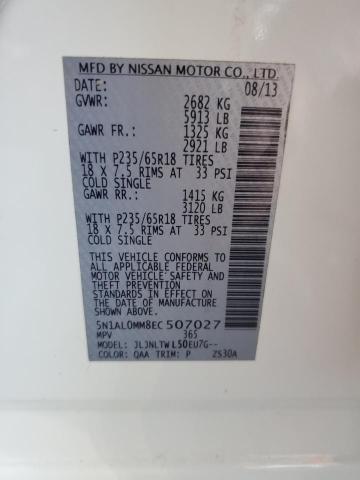 MFD BY NISSAN MOTOR CO., LTD.
DATE: 08/13
GVWR: 2682 KG
5913 LB
GAWR FR.: 1325 KG
2921 LB
WITH P235/65R18 TIRES
18 X 7.5 RIMS AT 33 PSI
COLD SINGLE
GAWR RR.: 1415 KG
3120 LB
WITH P235/65R18 TIRES
18 X 7.5 RIMS AT 33 PSI
COLD SINGLE
THIS VEHICLE CONFORMS TO
ALL APPLICABLE FEDERAL
MOTOR VEHICLE SAFETY AND
THEFT PREVENTION
STANDARDS IN EFFECT ON
THE DATE OF MANUFACTURE
SHOWN ABOVE.
5N1AL0MM8EC507027
MPV 365
MODEL: JLJNLTWL50EU7G--
COLOR: QAA TRIM: P ZS30A